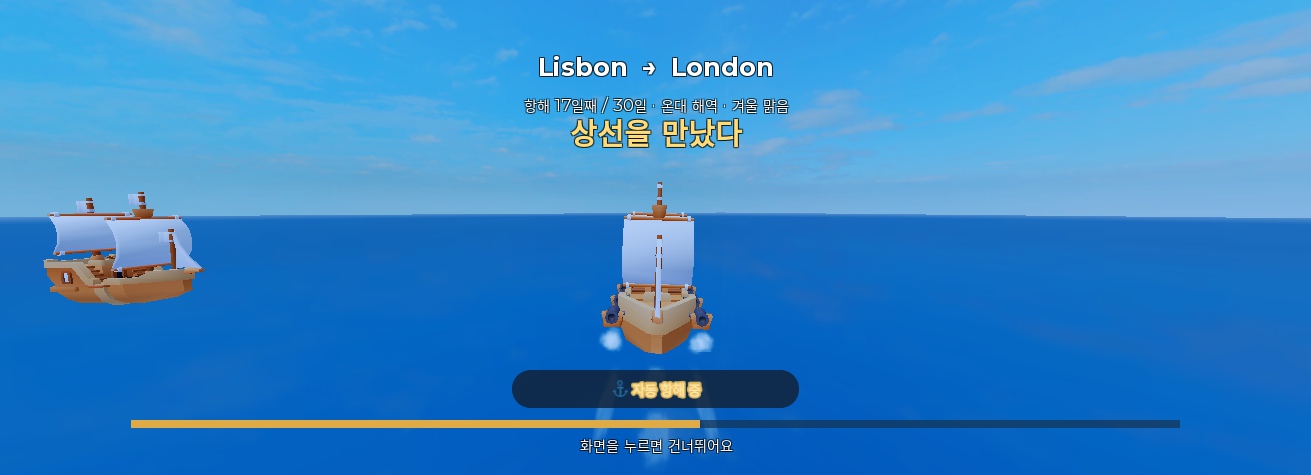 Lisbon → London
항해 17일째 / 30일 · 온대 해역 · 겨울 맑음
상선을 만났다
⚓ 자동 항해 중
화면을 누르면 건너뛰어요